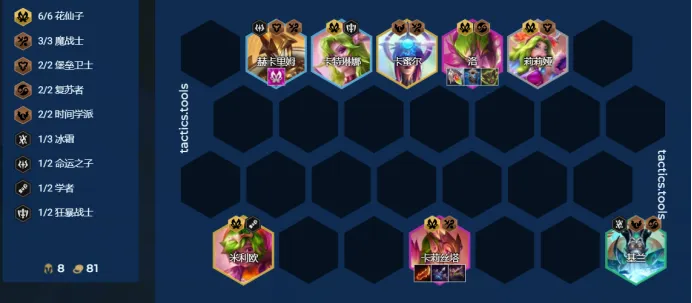 6/6 花仙子
3/3 魔战士
2/2 堡垒卫士
2/2 复苏者
2/2 时间学派
1/3 冰霜
1/2 命运之子
1/2 学者
1/2 狂暴战士
8 81
tactics.tools
赫卡里姆
卡特琳娜
卡蜜尔
洛
莉莉娅
tactics.tools
米利欧
卡莉丝塔
基兰